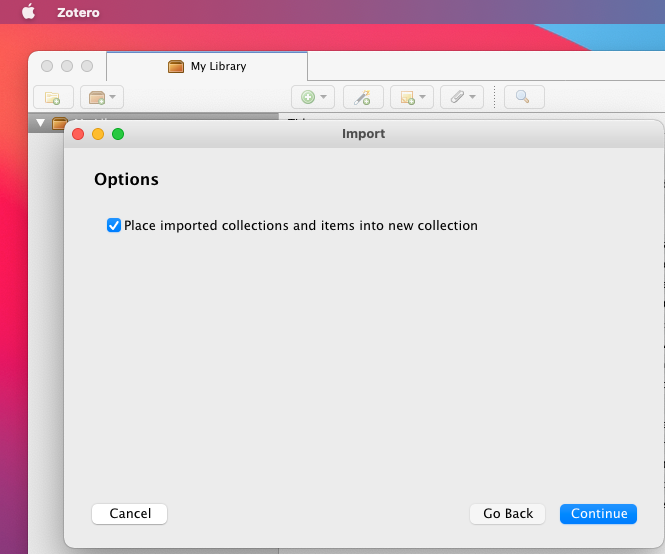 Zotero
My Library
Import
Options
Place imported collections and items into new collection
Cancel
Go Back
Continue